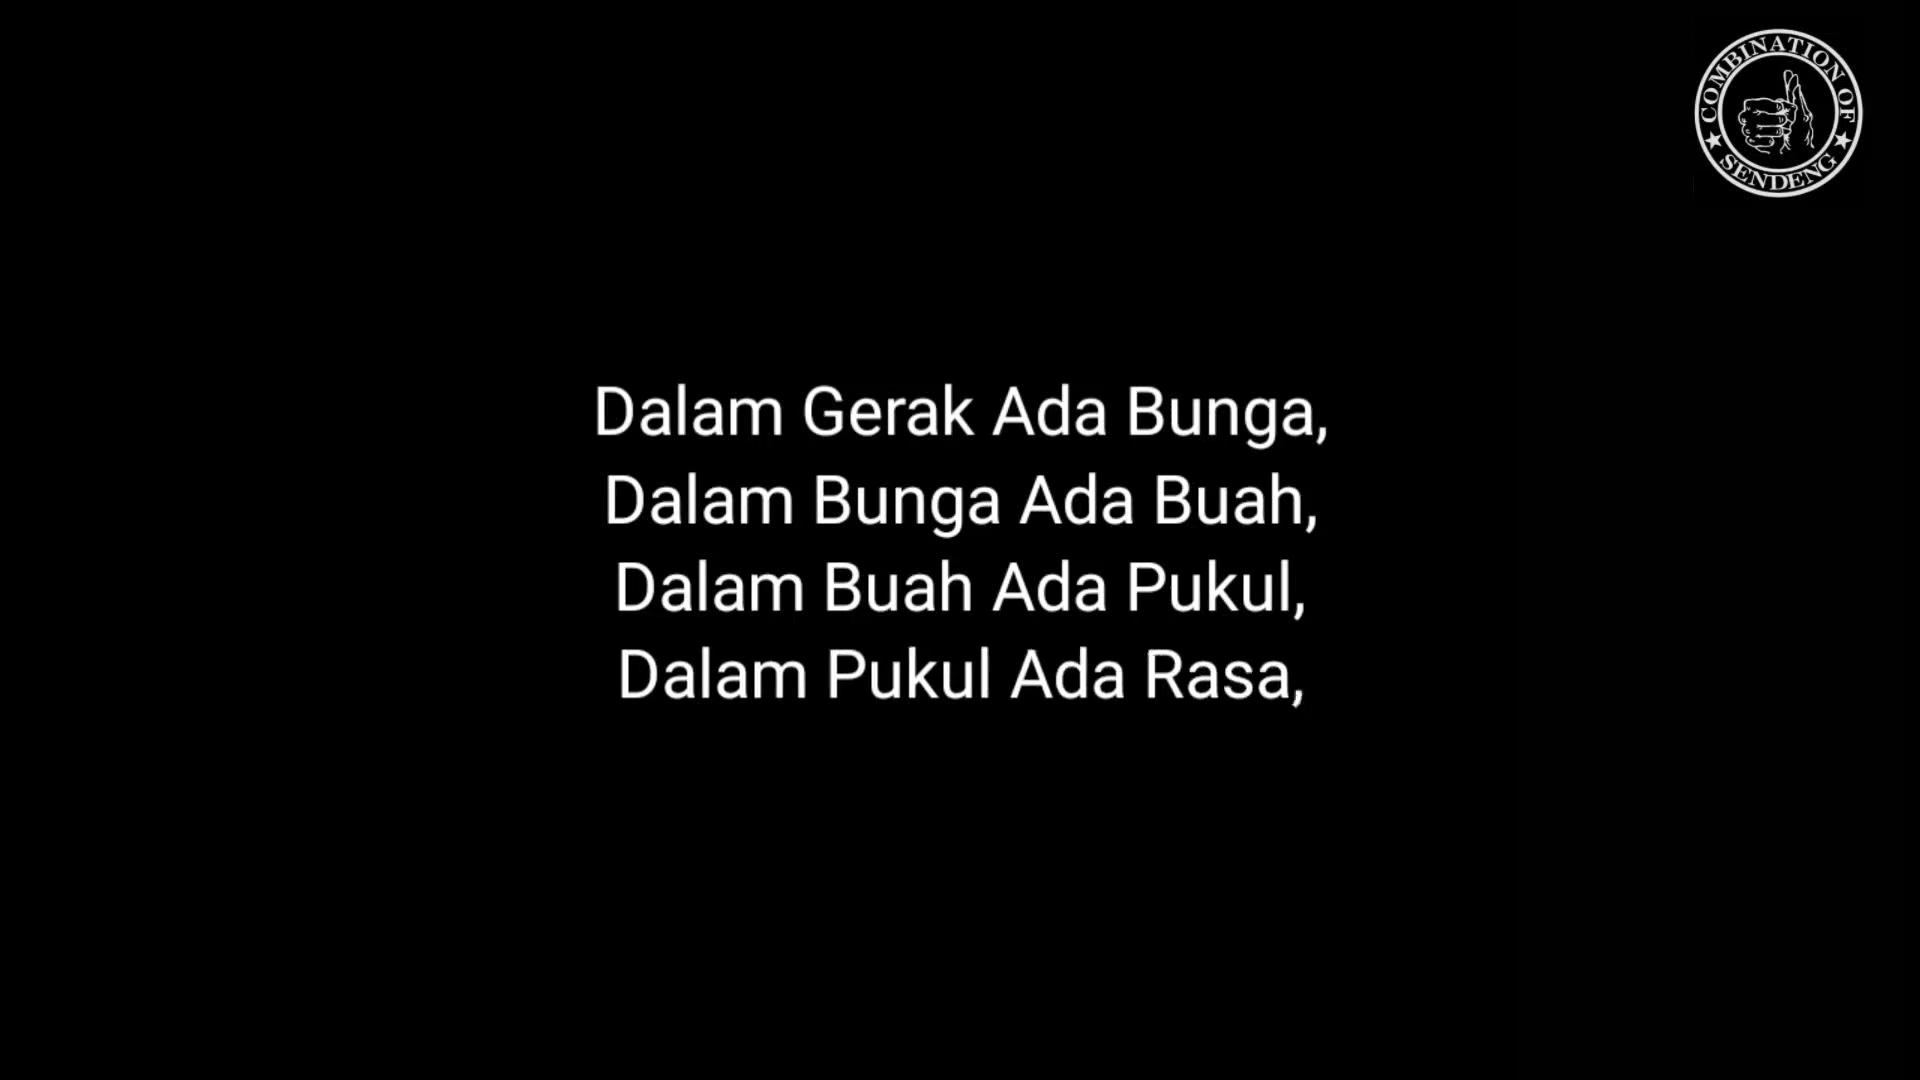 COMBINATION OF
SENDENG
Dalam Gerak Ada Bunga,
Dalam Bunga Ada Buah,
Dalam Buah Ada Pukul,
Dalam Pukul Ada Rasa,